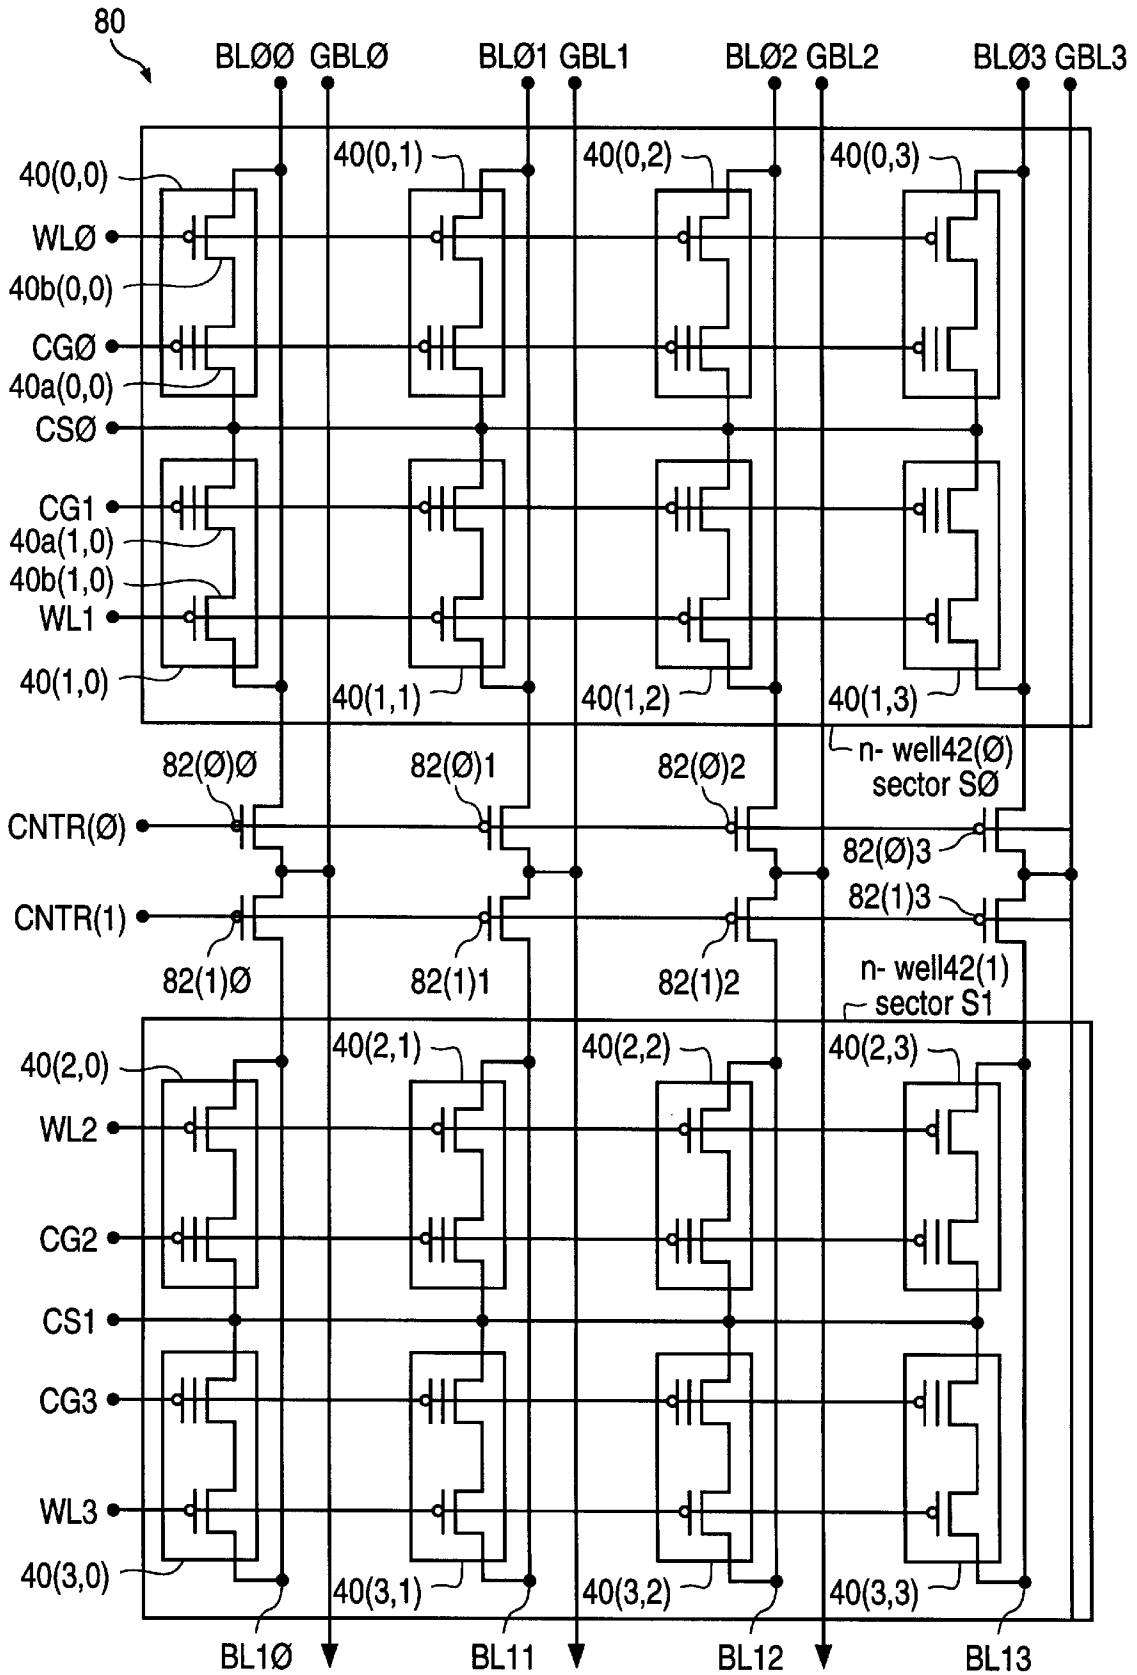 80
BLØØ GBLØ BLØ1 GBL1 BLØ2 GBL2 BLØ3 GBL3
40(0,0) 40(0,1) 40(0,2) 40(0,3)
WLØ
40b(0,0)
CGØ
40a(0,0)
CSØ
CG1
40a(1,0)
40b(1,0)
WL1
40(1,0) 40(1,1) 40(1,2) 40(1,3)
n- well42(Ø)
sector SØ
82(Ø)Ø 82(Ø)1 82(Ø)2
CNTR(Ø)
82(Ø)3
82(1)3
CNTR(1)
82(1)Ø 82(1)1 82(1)2
n- well42(1)
sector S1
40(2,0) 40(2,1) 40(2,2) 40(2,3)
WL2
CG2
CS1
CG3
WL3
40(3,0) 40(3,1) 40(3,2) 40(3,3)
BL1Ø BL11 BL12 BL13